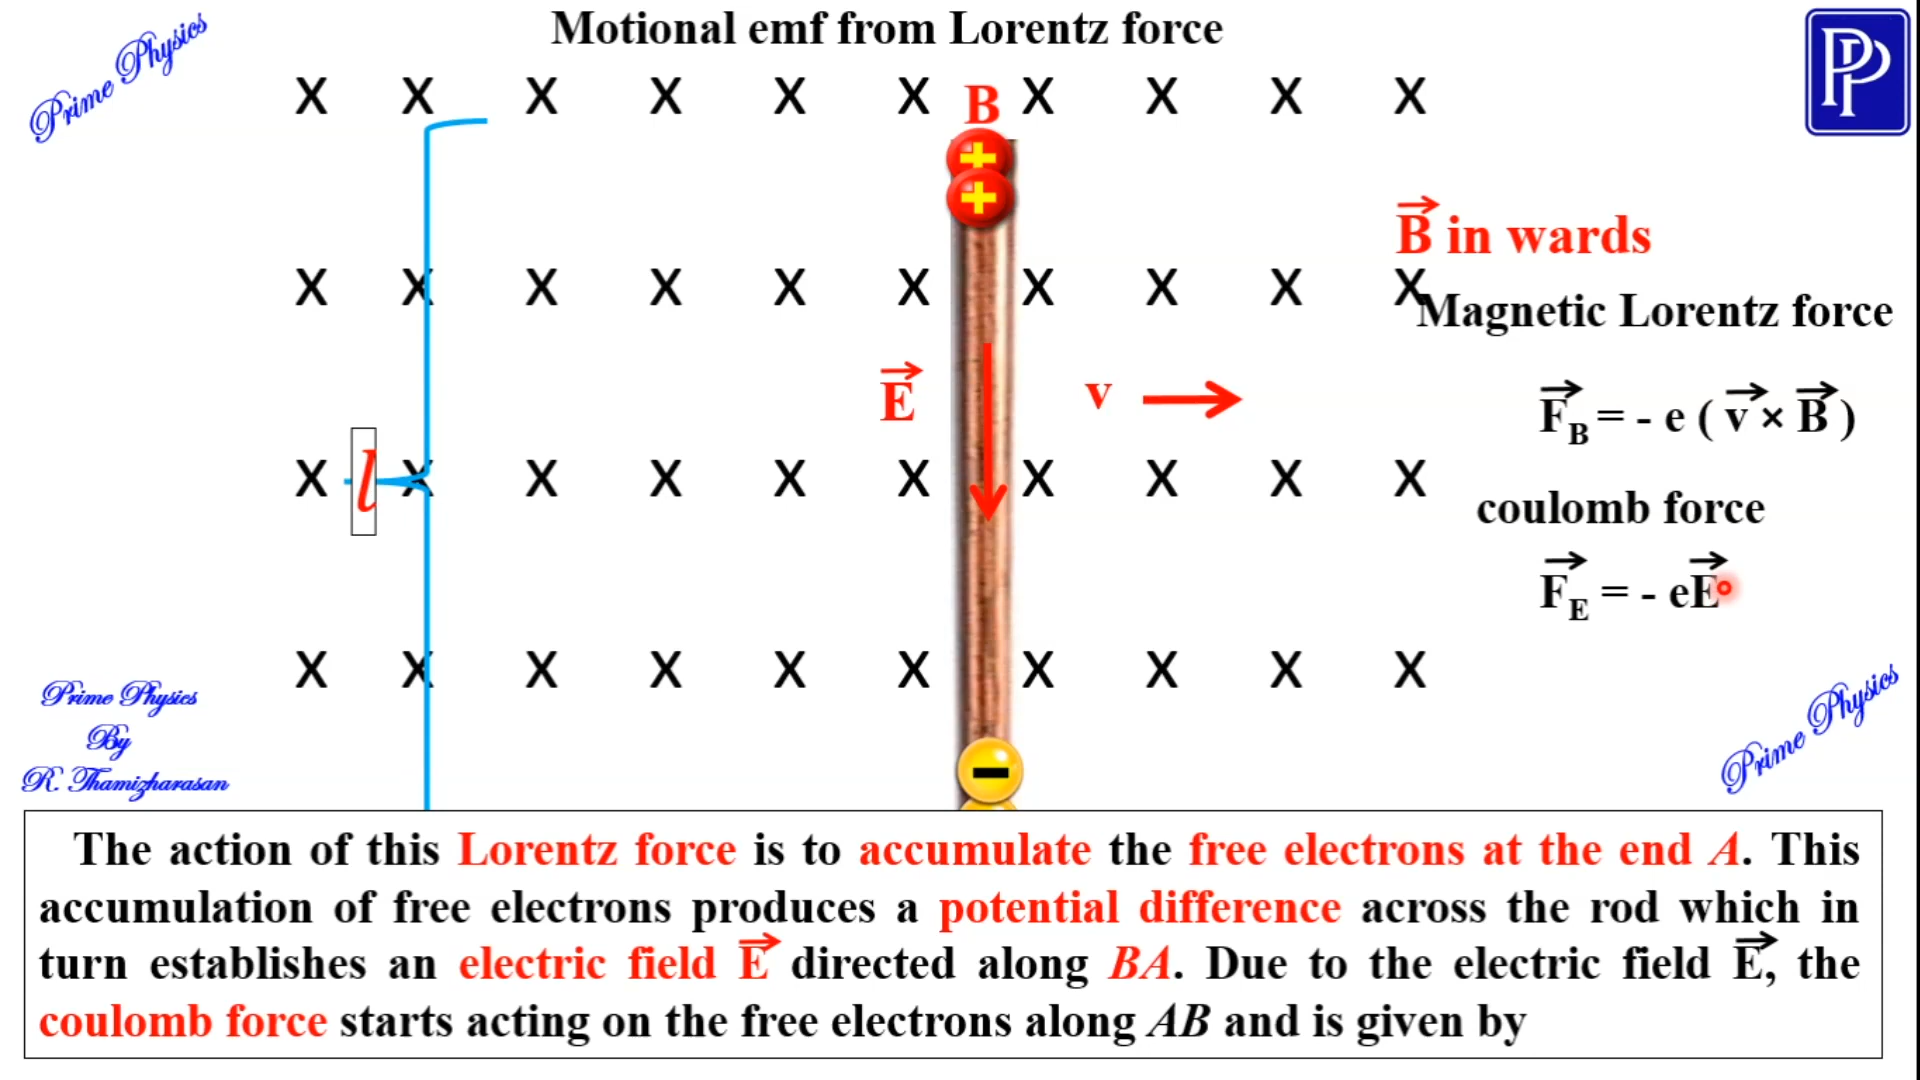 Motional emf from Lorentz force
Prime Physics
PP
X X X X X X B X X X X
+
+
B⃗ in wards
X X X X X X X X X X
Magnetic Lorentz force
E⃗
v
F⃗_B = - e ( v⃗ × B⃗ )
X l X X X X X X X X X
coulomb force
F⃗_E = - eE⃗
X X X X X X X X X X
Prime Physics
By
R. Thamizharasan
Prime Physics
-
The action of this Lorentz force is to accumulate the free electrons at the end A. This
accumulation of free electrons produces a potential difference across the rod which in
turn establishes an electric field E⃗ directed along BA. Due to the electric field E⃗, the
coulomb force starts acting on the free electrons along AB and is given by